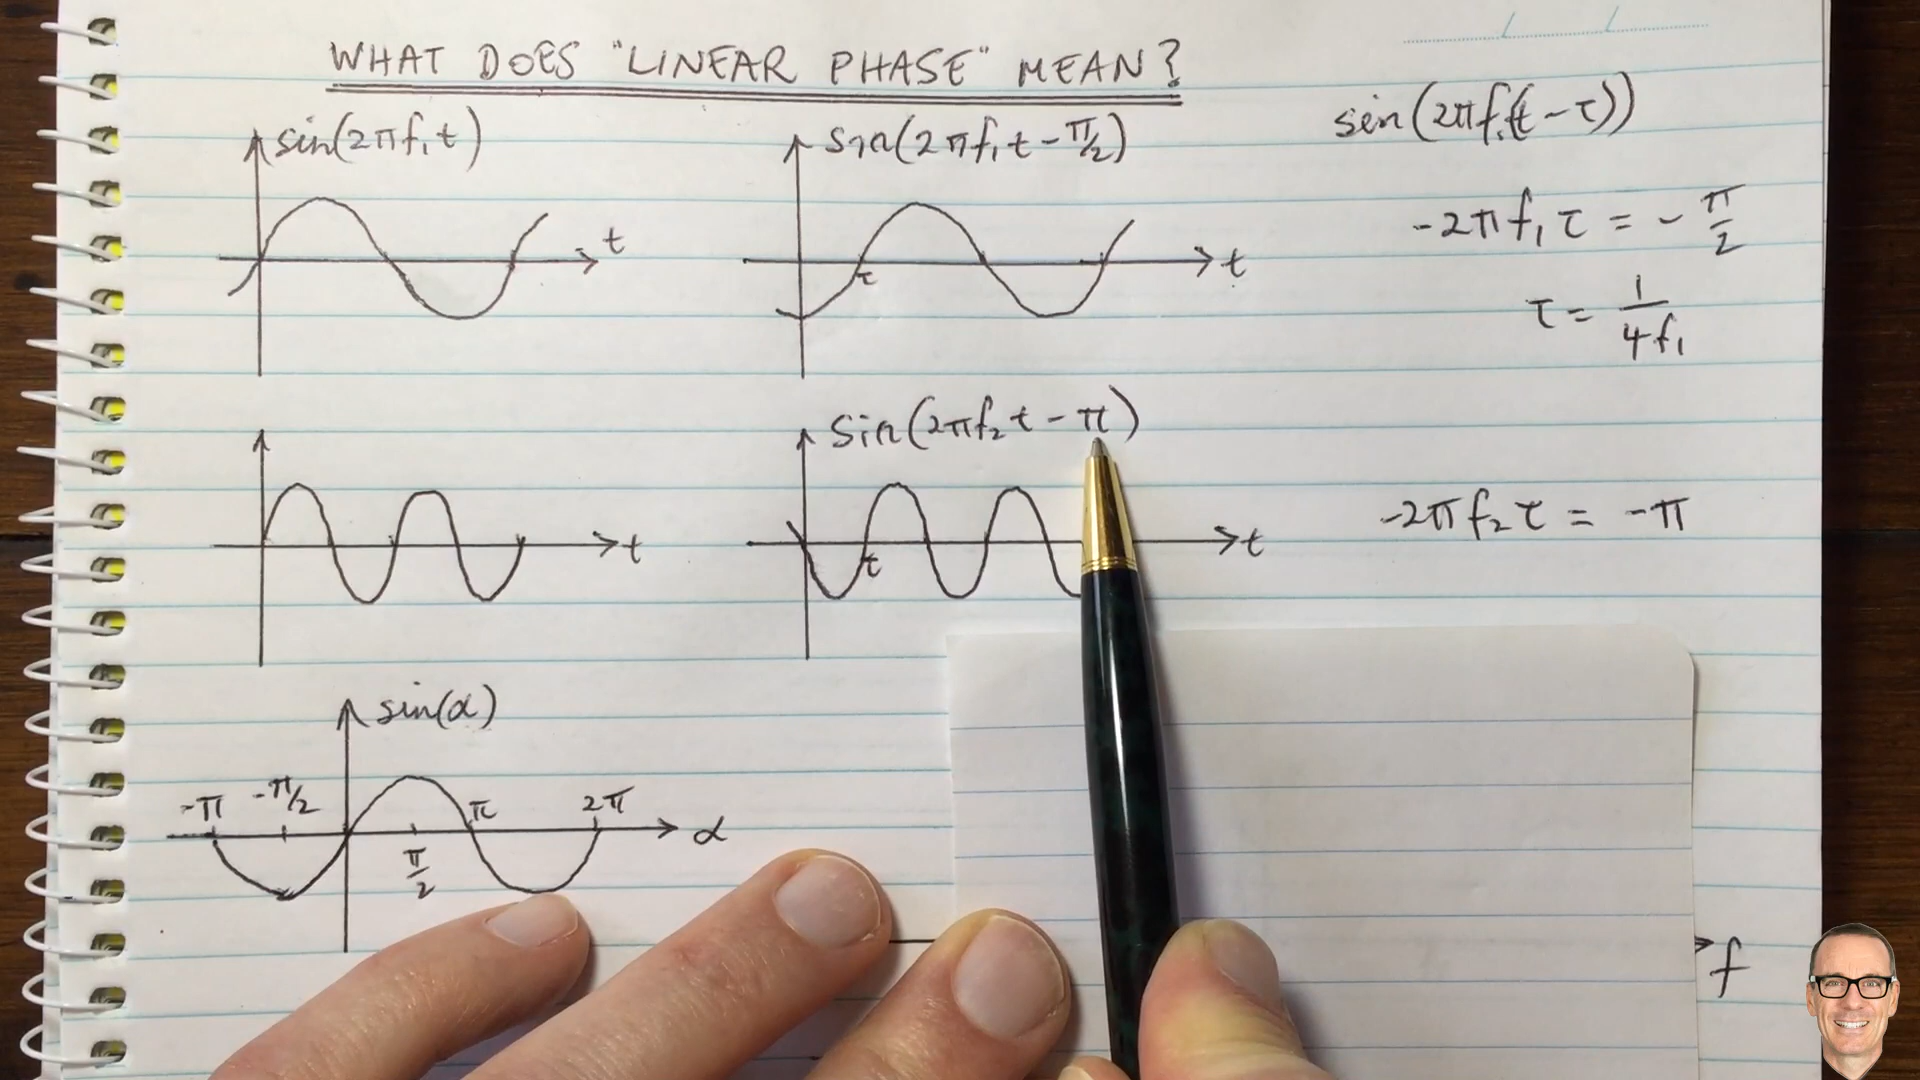 WHAT DOES "LINEAR PHASE" MEAN?
sin(2πf₁t)
t
sin(2πf₁t - π/2)
τ
t
sin(2πf₁(t - τ))
-2πf₁τ = - π/2
τ = 1/4f₁
t
sin(2πf₂t - π)
τ
t
-2πf₂τ = -π
sin(α)
-π -π/2 π/2 π 2π
α
f